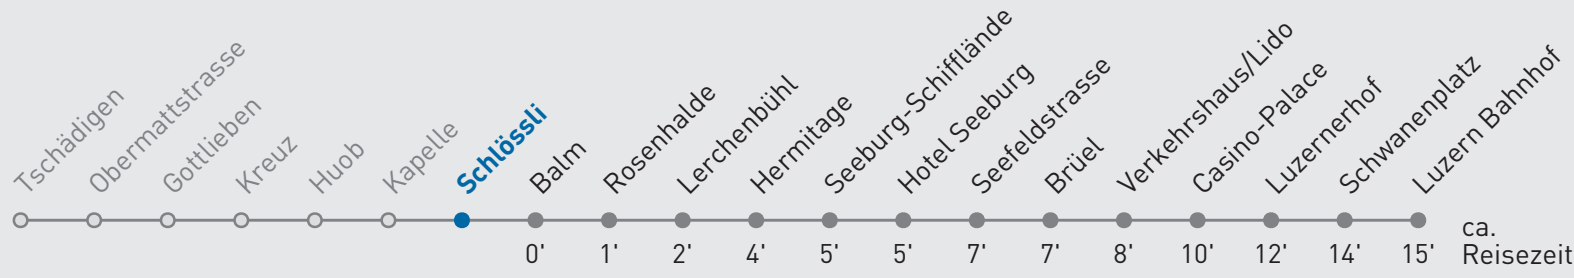 Tschädigen
Obermattstrasse
Gottlieben
Kreuz
Huob
Kapelle
Schlössli
Balm
Rosenhalde
Lerchenbühl
Hermitage
Seeburg-Schifflände
Hotel Seeburg
Seefeldstrasse
Brüel
Verkehrshaus/Lido
Casino-Palace
Luzernerhof
Schwanenplatz
Luzern Bahnhof
0' 1' 2' 4' 5' 5' 7' 7' 8' 10' 12' 14' 15'
ca.
Reisezeit